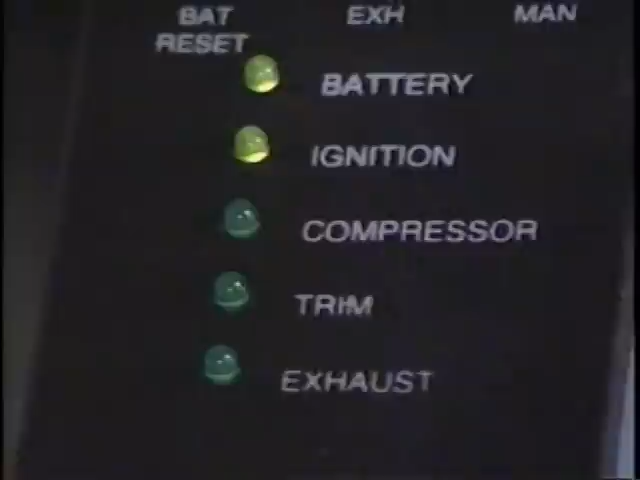 BAT EXH MAN
RESET
BATTERY
IGNITION
COMPRESSOR
TRIM
EXHAUST